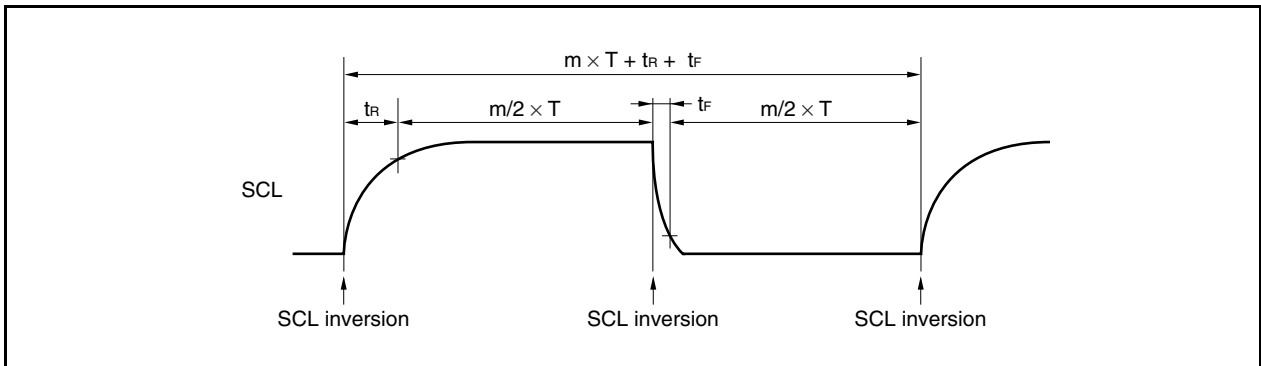 m × T + tR + tF
tR
m/2 × T
tF
m/2 × T
SCL
SCL inversion
SCL inversion
SCL inversion